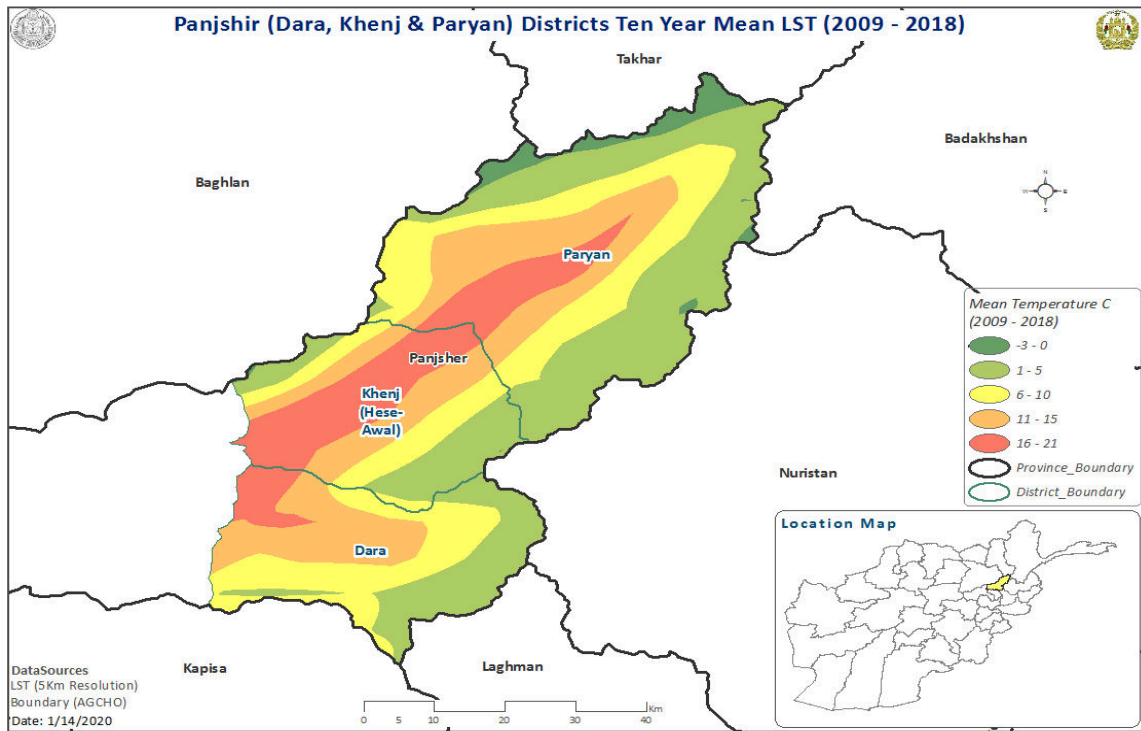 Panjshir (Dara, Khenj & Paryan) Districts Ten Year Mean LST (2009 - 2018)
Takhar
Badakhshan
Baghlan
N
W
E
S
Paryan
Mean Temperature C
(2009 - 2018)
-3 - 0
1 - 5
6 - 10
11 - 15
16 - 21
Province_Boundary
District_Boundary
Panjsher
Khenj
(Hese-
Awal)
Nuristan
Location Map
Dara
Kapisa
Laghman
DataSources
LST (5Km Resolution)
Boundary (AGCHO)
'Date: 1/14/2020
Km
0 5 10 20 30 40